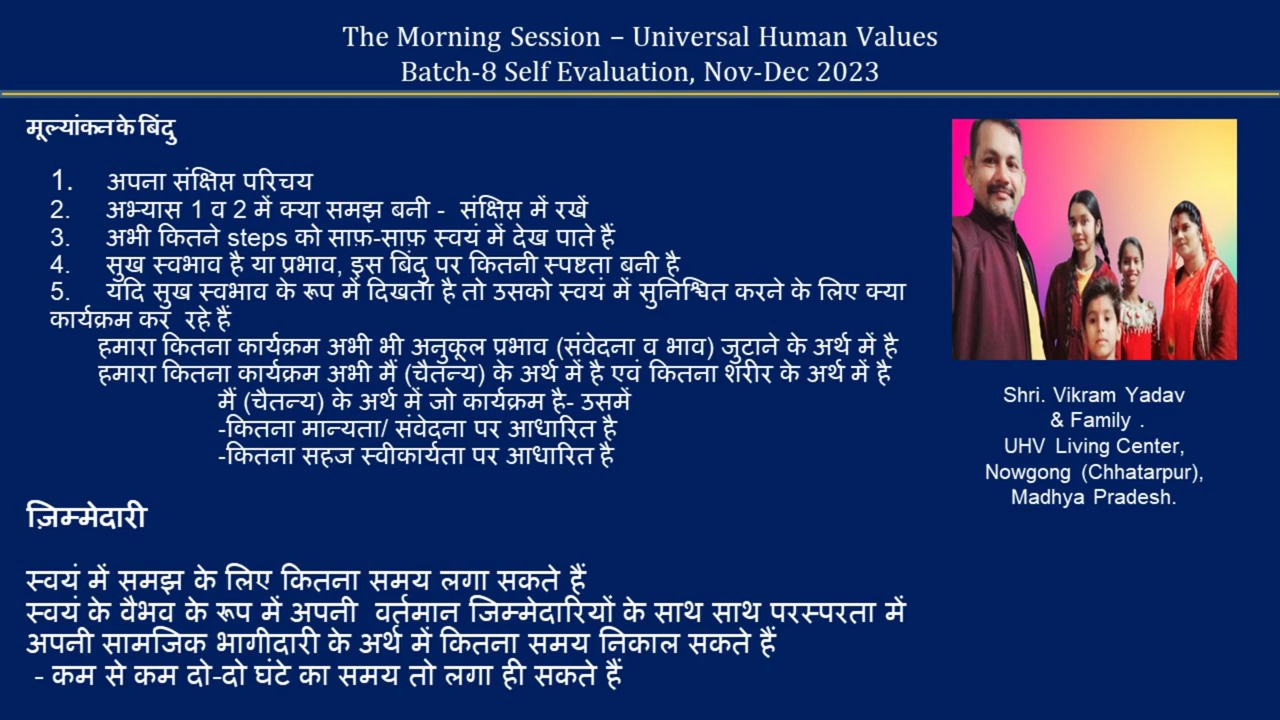 The Morning Session – Universal Human Values
Batch-8 Self Evaluation, Nov-Dec 2023
मूल्यांकन के बिंदु
1. अपना संक्षिप्त परिचय
2. अभ्यास 1 व 2 में क्या समझ बनी - संक्षिप्त में रखें
3. अभी कितने steps को साफ़-साफ़ स्वयं में देख पाते हैं
4. सुख स्वभाव है या प्रभाव, इस बिंदु पर कितनी स्पष्टता बनी है
5. यदि सुख स्वभाव के रूप में दिखता है तो उसको स्वयं में सुनिश्चित करने के लिए क्या
कार्यक्रम कर रहे हैं
हमारा कितना कार्यक्रम अभी भी अनुकूल प्रभाव (संवेदना व भाव) जुटाने के अर्थ में है
हमारा कितना कार्यक्रम अभी मैं (चैतन्य) के अर्थ में है एवं कितना शरीर के अर्थ में है
मैं (चैतन्य) के अर्थ में जो कार्यक्रम है- उसमें
-कितना मान्यता/ संवेदना पर आधारित है
-कितना सहज स्वीकार्यता पर आधारित है
ज़िम्मेदारी
स्वयं में समझ के लिए कितना समय लगा सकते हैं
स्वयं के वैभव के रूप में अपनी वर्तमान जिम्मेदारियों के साथ साथ परस्परता में
अपनी सामजिक भागीदारी के अर्थ में कितना समय निकाल सकते हैं
- कम से कम दो-दो घंटे का समय तो लगा ही सकते हैं
Shri. Vikram Yadav
& Family .
UHV Living Center,
Nowgong (Chhatarpur),
Madhya Pradesh.